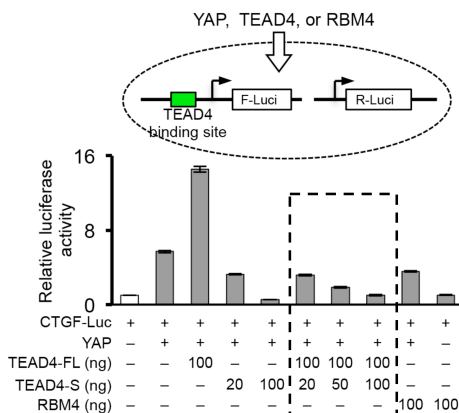 YAP, TEAD4, or RBM4
F-Luci R-Luci
TEAD4
binding site
Relative luciferase
activity
16
8
0
CTGF-Luc + + + + + + + + + +
YAP – + + + + + + + + –
TEAD4-FL (ng) – – 100 – – 100 100 100 – –
TEAD4-S (ng) – – – 20 100 20 50 100 – –
RBM4 (ng) – – – – – – – – 100 100